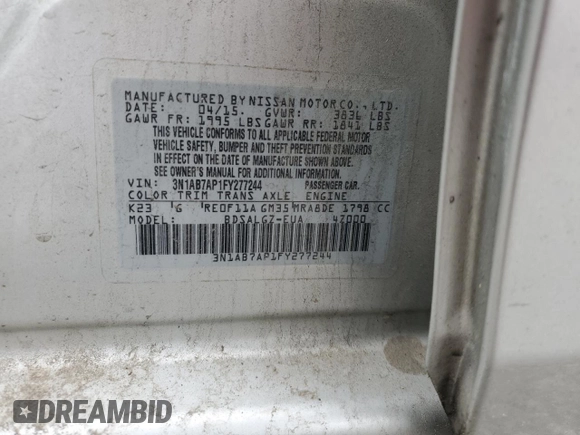 MANUFACTURED BY NISSAN MOTOR CO., LTD.
DATE: 04/15. GVWR: 3836 LBS
GAWR FR: 1995 LBS GAWR RR: 1841 LBS
THIS VEHICLE CONFORMS TO ALL APPLICABLE FEDERAL MOTOR
VEHICLE SAFETY, BUMPER AND THEFT PREVENTION STANDARDS
IN EFFECT ON THE DATE OF MANUFACTURE SHOWN ABOVE.
SEE OWNER'S MANUAL FOR ADDITIONAL INFORMATION.
VIN: 3N1AB7AP1FY277244 PASSENGER CAR.
COLOR TRIM TRANS AXLE ENGINE
K23 G RE0F11A GM35 MRA8DE 1798 CC
MODEL: BDSALGZ-EUA 42000
3N1AB7AP1FY277244
DREAMBID